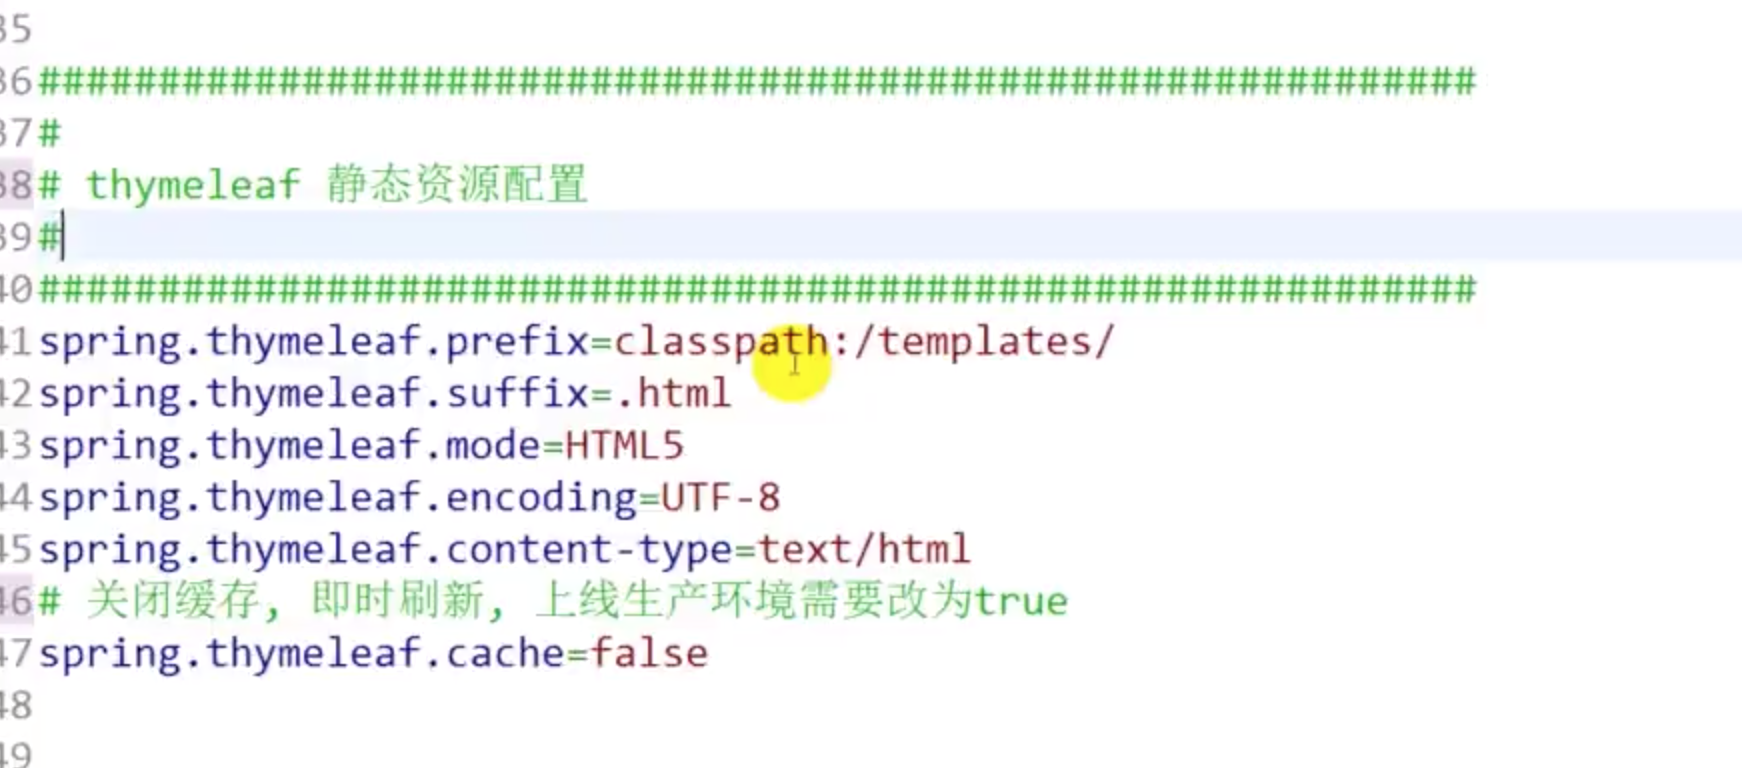 35
36############################################################
37#
38# thymeleaf 静态资源配置
39#
40############################################################
41spring.thymeleaf.prefix=classpath:/templates/
42spring.thymeleaf.suffix=.html
43spring.thymeleaf.mode=HTML5
44spring.thymeleaf.encoding=UTF-8
45spring.thymeleaf.content-type=text/html
46# 关闭缓存, 即时刷新, 上线生产环境需要改为true
47spring.thymeleaf.cache=false
48
49